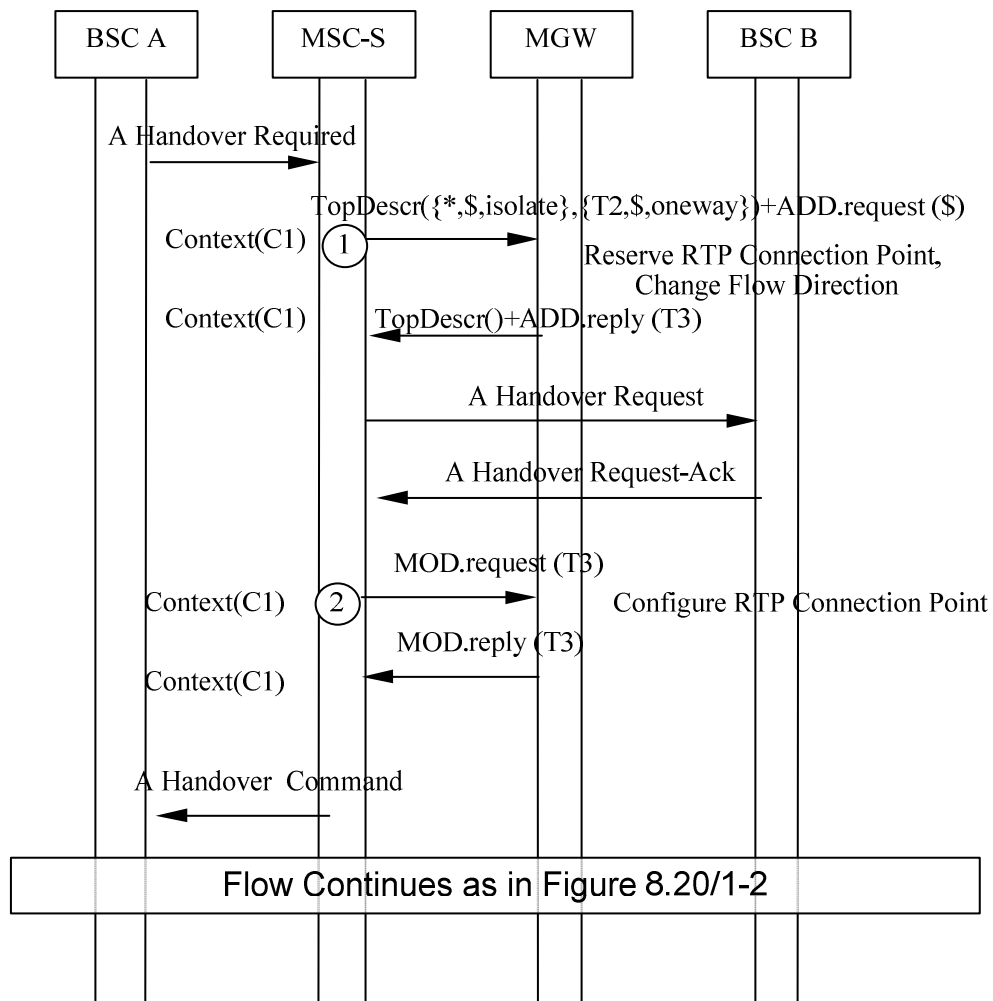 BSC A
MSC-S
MGW
BSC B
A Handover Required
TopDescr({*,$,isolate},{T2,$,oneway})+ADD.request ($)
Context(C1)
1
Reserve RTP Connection Point,
Change Flow Direction
Context(C1)
TopDescr()+ADD.reply (T3)
A Handover Request
A Handover Request-Ack
MOD.request (T3)
Context(C1)
2
Configure RTP Connection Point
MOD.reply (T3)
Context(C1)
A Handover Command
Flow Continues as in Figure 8.20/1-2